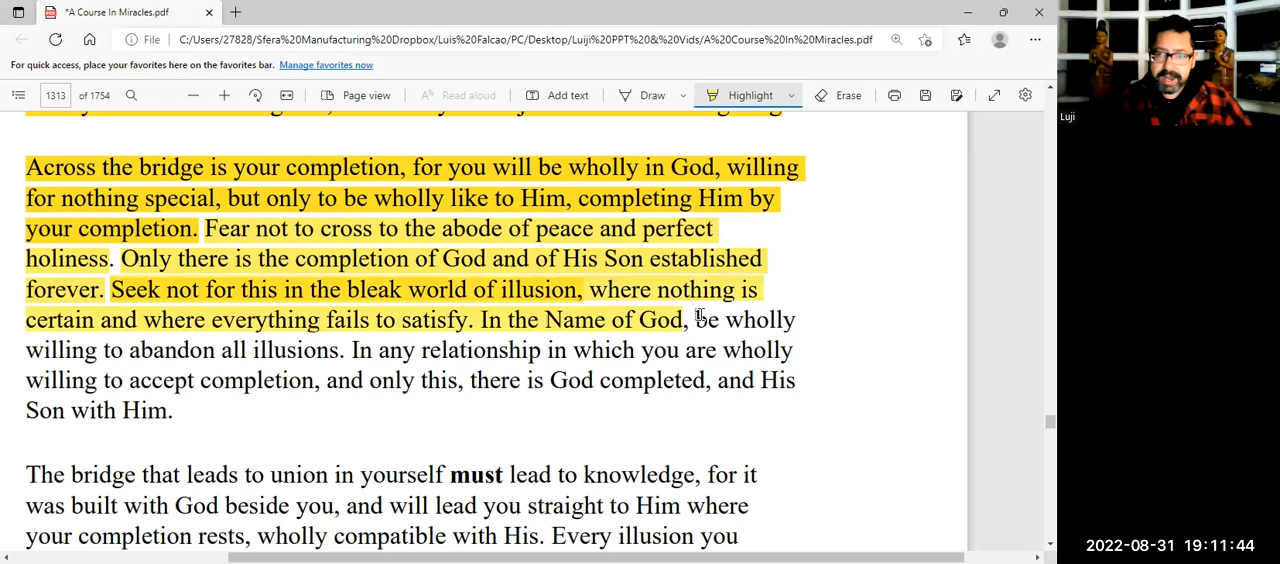 *A Course In Miracles.pdf
File
C:/Users/27828/Sfera%20Manufacturing%20Dropbox/Luis%20Falcao/PC/Desktop/Luiji%20PPT%20&%20Vids/A%20Course%20In%20Miracles.pdf
For quick access, place your favorites here on the favorites bar. Manage favorites now
1313 of 1754 Page view Read aloud Add text Draw Highlight Erase
Luji
Across the bridge is your completion, for you will be wholly in God, willing
for nothing special, but only to be wholly like to Him, completing Him by
your completion. Fear not to cross to the abode of peace and perfect
holiness. Only there is the completion of God and of His Son established
forever. Seek not for this in the bleak world of illusion, where nothing is
certain and where everything fails to satisfy. In the Name of God, be wholly
willing to abandon all illusions. In any relationship in which you are wholly
willing to accept completion, and only this, there is God completed, and His
Son with Him.
The bridge that leads to union in yourself must lead to knowledge, for it
was built with God beside you, and will lead you straight to Him where
your completion rests, wholly compatible with His. Every illusion you
2022-08-31 19:11:44